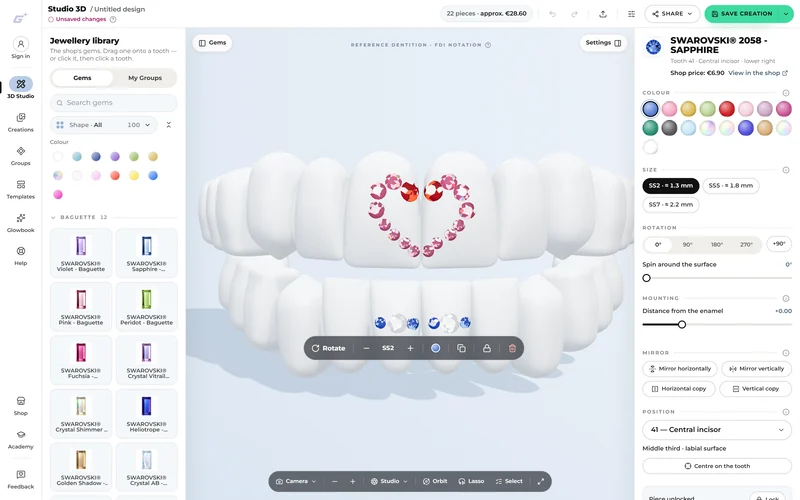 Studio 3D / Untitled design
Unsaved changes
22 pieces · approx. €28.60
SHARE
SAVE CREATION
Sign in
3D Studio
Creations
Groups
Templates
Glowbook
Help
Shop
Academy
Feedback
Jewellery library
The shop's gems. Drag one onto a tooth —
or click it, then click a tooth.
Gems
My Groups
Search gems
Shape · All
100
Colour
BAGUETTE 12
SWAROVSKI®
Violet - Baguette
SWAROVSKI®
Sapphire -...
SWAROVSKI®
Pink - Baguette
SWAROVSKI®
Peridot - Baguette
SWAROVSKI®
Fuchsia -...
SWAROVSKI®
Crystal Vitrail...
SWAROVSKI®
Crystal Shimmer ...
SWAROVSKI®
Heliotrope -...
SWAROVSKI®
Golden Shadow -...
SWAROVSKI®
Crystal AB -...
Gems
REFERENCE DENTITION · FDI NOTATION
Settings
Rotate
SS2
Camera
Studio
Orbit
Lasso
Select
SWAROVSKI® 2058 -
SAPPHIRE
Tooth 41 · Central incisor · lower right
Shop price: €6.90
View in the shop
COLOUR
SIZE
SS2 · ≈ 1.3 mm
SS5 · ≈ 1.8 mm
SS7 · ≈ 2.2 mm
ROTATION
0°
90°
180°
270°
+90°
Spin around the surface
0°
MOUNTING
Distance from the enamel
+0.00
MIRROR
Mirror horizontally
Mirror vertically
Horizontal copy
Vertical copy
POSITION
41 — Central incisor
Middle third · labial surface
Centre on the tooth
Piece unlocked
Lock